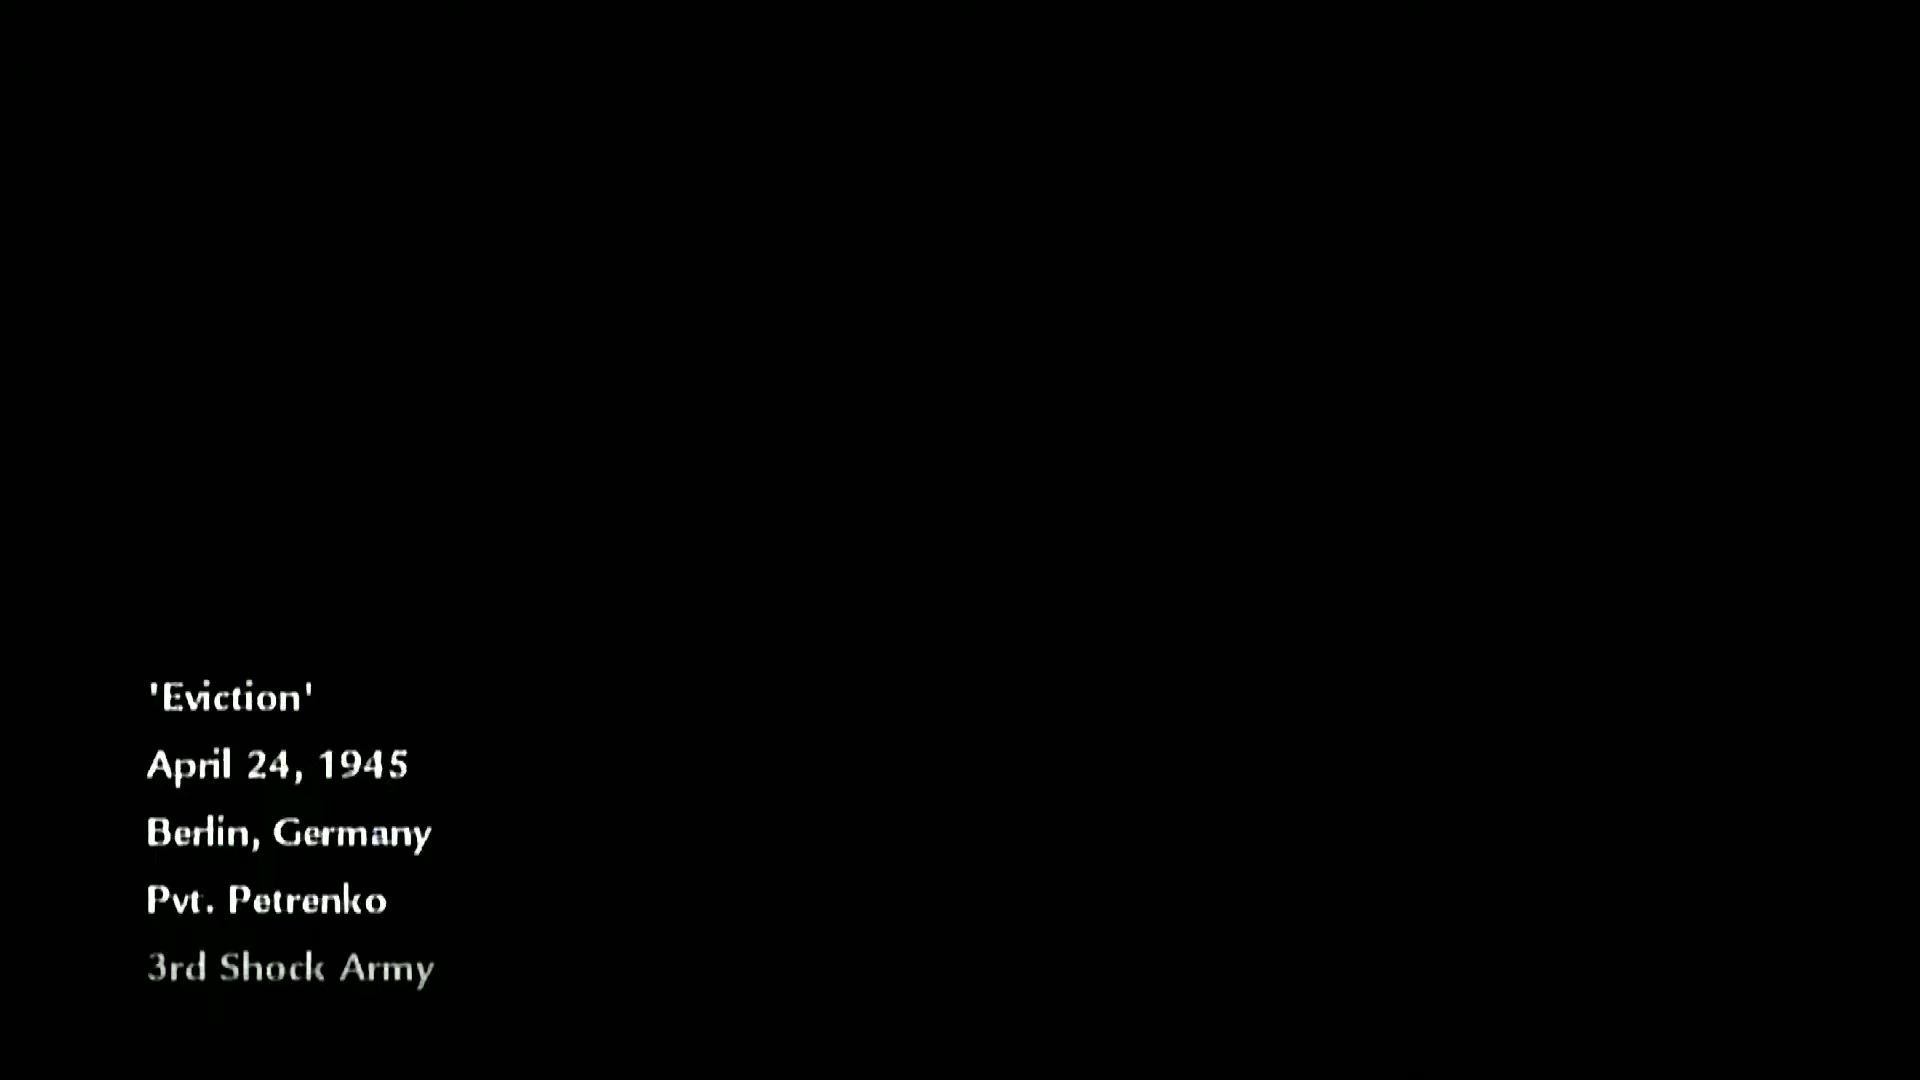 'Eviction'
April 24, 1945
Berlin, Germany
Pvt. Petrenko
3rd Shock Army